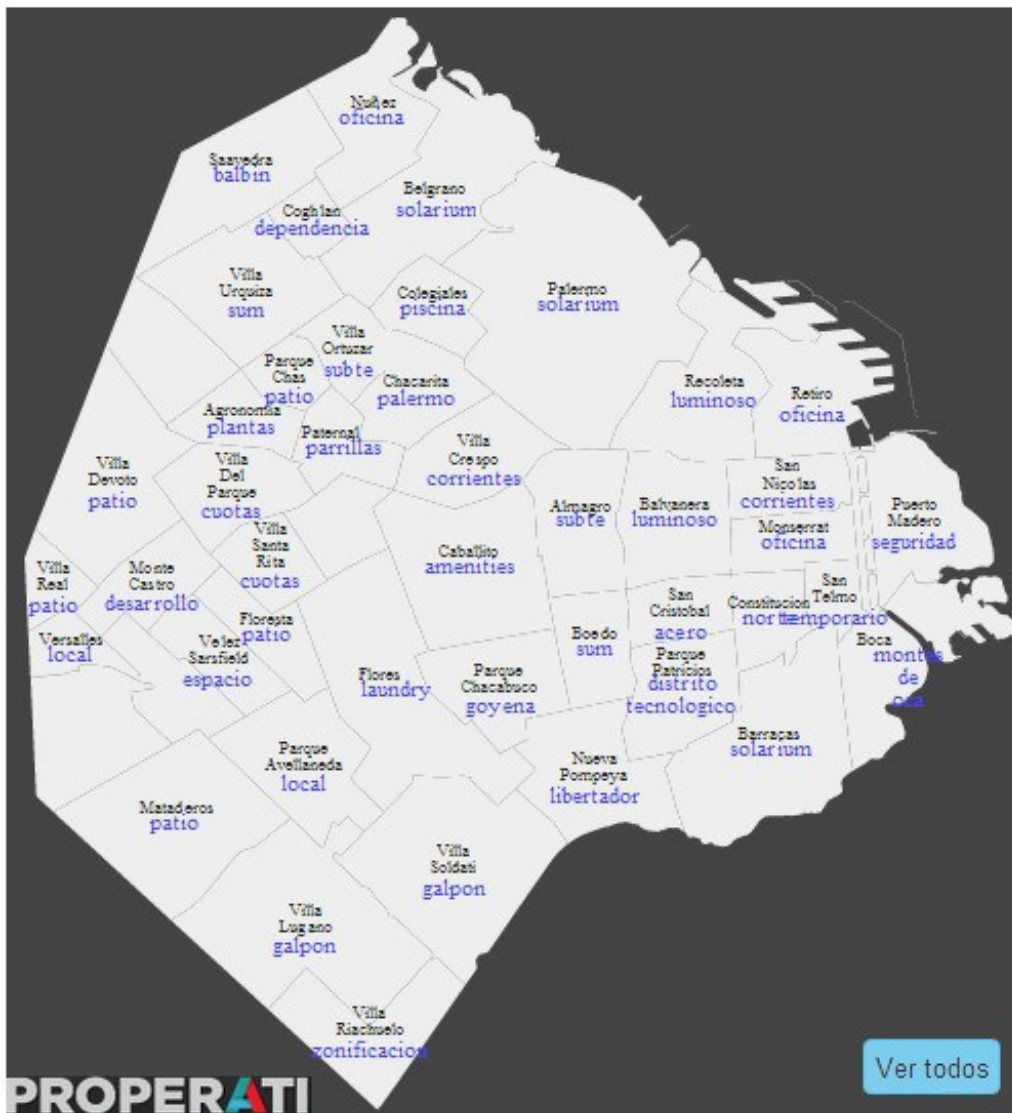 Nuñez
oficina
Saavedra
balbin
Belgrano
solarium
Coghlan
dependencia
Villa
Urquiza
sum
Colegiales
piscina
Palermo
solarium
Villa
Ortuzar
subte
Parque
Chas
patio
Chacarita
palermo
Recoleta
luminoso
Retiro
oficina
Agronomia
plantas
Paternal
parrillas
Villa
Crespo
corrientes
Villa
Devoto
patio
Villa
Del
Parque
cuotas
Almagro
subte
Balvanera
luminoso
San
Nicolas
corrientes
Monserrat
oficina
Puerto
Madero
seguridad
Villa
Santa
Rita
cuotas
Caballito
amenities
Villa
Real
patio
Monte
Castro
desarrollo
San
Telmo
temporario
San
Cristobal
acero
Constitucion
norte
Floresta
patio
Versalles
local
Velez
Sarsfield
espacio
Boedo
sum
Boca
montes
de
oca
Flores
laundry
Parque
Chacabuco
goyena
Parque
Patricios
distrito
tecnologico
Barracas
solarium
Parque
Avellaneda
local
Nueva
Pompeya
libertador
Mataderos
patio
Villa
Soldati
galpon
Villa
Lugano
galpon
Villa
Riachuelo
zonificacion
Ver todos
PROPERATI